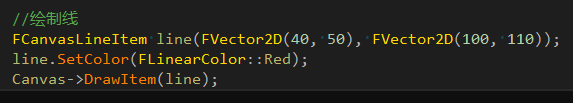 //绘制线
FCanvasLineItem line(FVector2D(40, 50), FVector2D(100, 110));
line.SetColor(FLinearColor::Red);
Canvas->DrawItem(line);